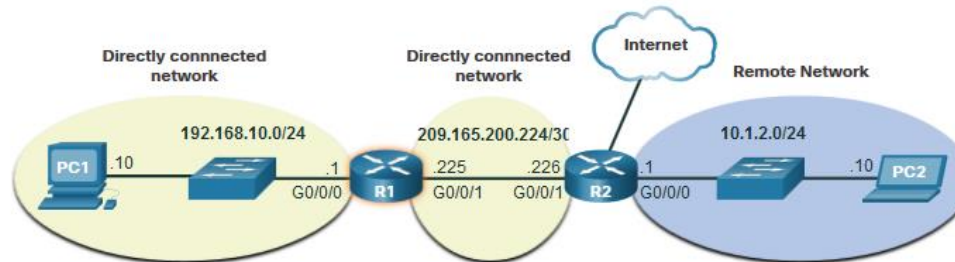 Internet
Directly connnected
network
Directly connnected
network
Remote Network
192.168.10.0/24
209.165.200.224/30
10.1.2.0/24
PC1
.10
.1
G0/0/0
R1
.225
G0/0/1
.226
G0/0/1
R2
.1
G0/0/0
.10
PC2